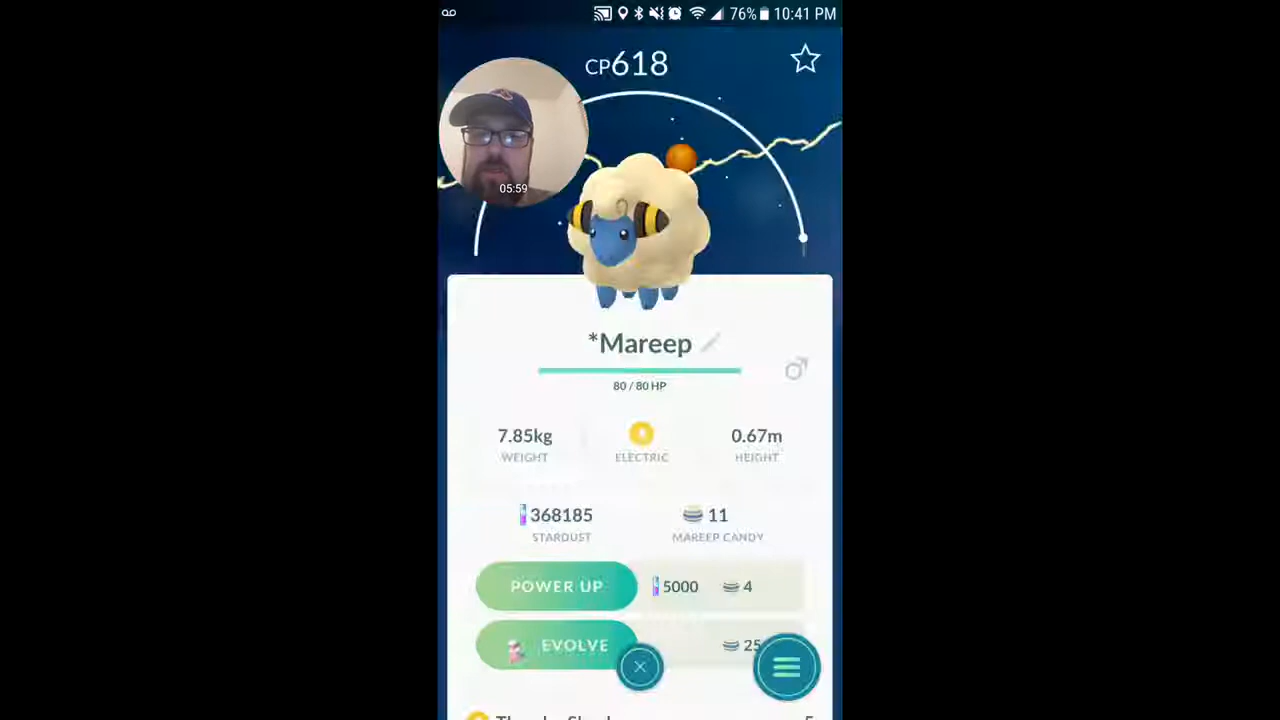 76% 10:41 PM
CP618
05:59
*Mareep
80 / 80 HP
7.85kg
WEIGHT
ELECTRIC
0.67m
HEIGHT
368185
STARDUST
11
MAREEP CANDY
POWER UP 5000 4
EVOLVE 25
5